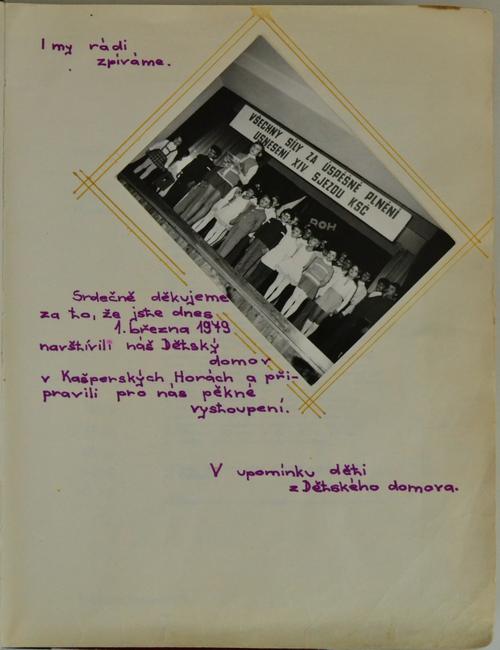 I my rádi
zpíváme.
VŠECHNY SÍLY ZA ÚSPĚŠNÉ PLNĚNÍ
USNESENÍ XIV SJEZDU KSČ
ROH
Srdečně děkujeme
za to, že jste dnes
1. března 1979
navštívili náš Dětský
domov
v Kašperských Horách a při-
pravili pro nás pěkné
vystoupení.
V upomínku děti
z Dětského domova.